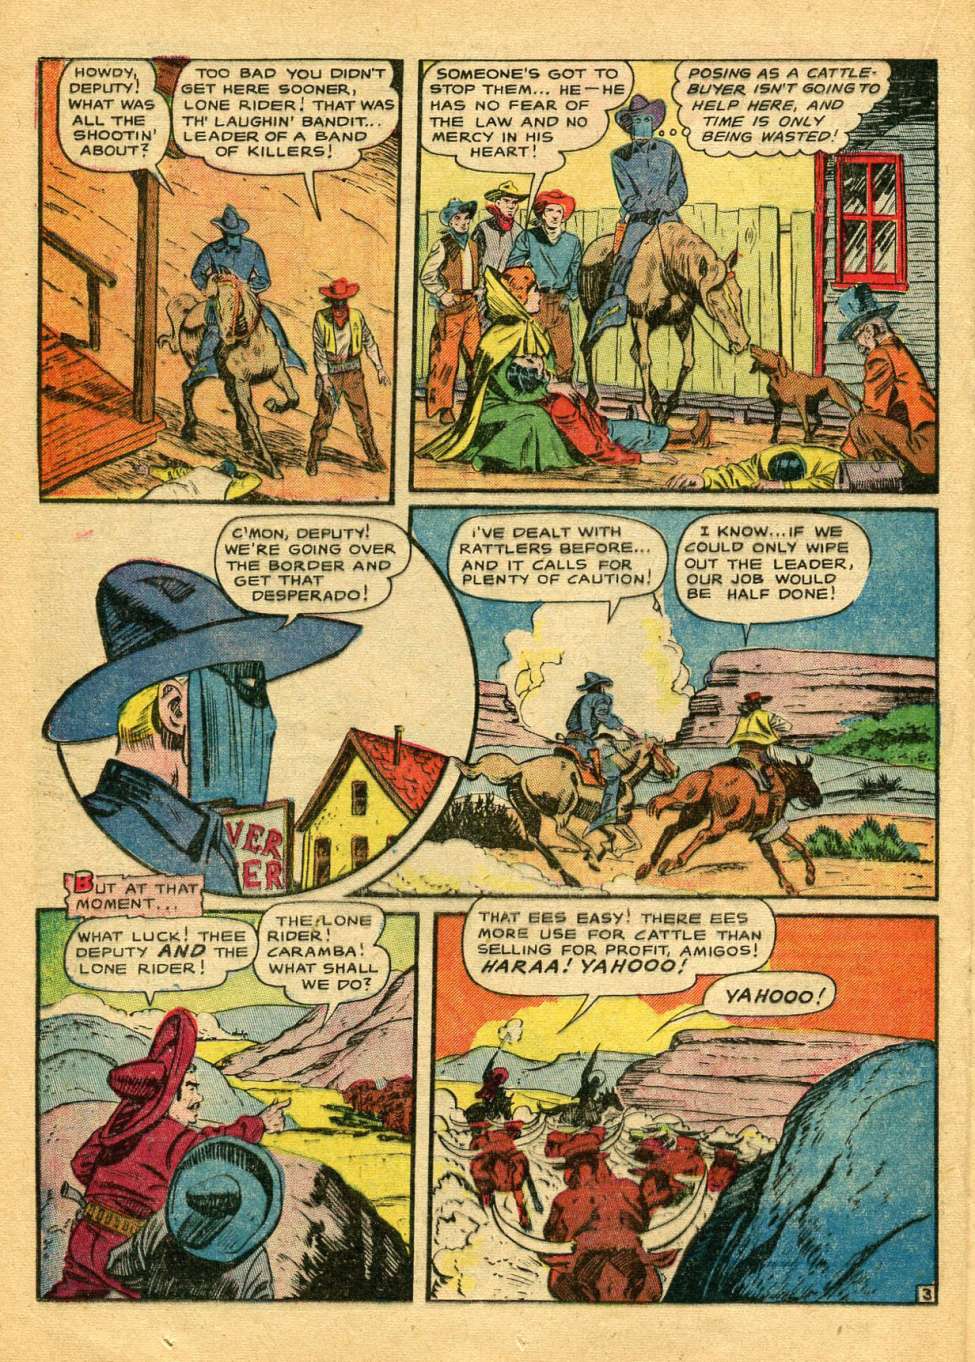 HOWDY,
DEPUTY!
WHAT WAS
ALL THE
SHOOTIN'
ABOUT?
TOO BAD YOU DIDN'T
GET HERE SOONER,
LONE RIDER! THAT WAS
TH' LAUGHIN' BANDIT...
LEADER OF A BAND
OF KILLERS!
SOMEONE'S GOT TO
STOP THEM... HE-HE
HAS NO FEAR OF
THE LAW AND NO
MERCY IN HIS
HEART!
POSING AS A CATTLE-
BUYER ISN'T GOING TO
HELP HERE, AND
TIME IS ONLY
BEING WASTED!
C'MON, DEPUTY!
WE'RE GOING OVER
THE BORDER AND
GET THAT
DESPERADO!
VER
ER
I'VE DEALT WITH
RATTLERS BEFORE...
AND IT CALLS FOR
PLENTY OF CAUTION!
I KNOW...IF WE
COULD ONLY WIPE
OUT THE LEADER,
OUR JOB WOULD
BE HALF DONE!
BUT AT THAT
MOMENT...
WHAT LUCK! THEE
DEPUTY AND THE
LONE RIDER!
THE LONE
RIDER!
CARAMBA!
WHAT SHALL
WE DO?
THAT EES EASY! THERE EES
MORE USE FOR CATTLE THAN
SELLING FOR PROFIT, AMIGOS!
HARAA! YAHOOO!
YAHOOO!
3